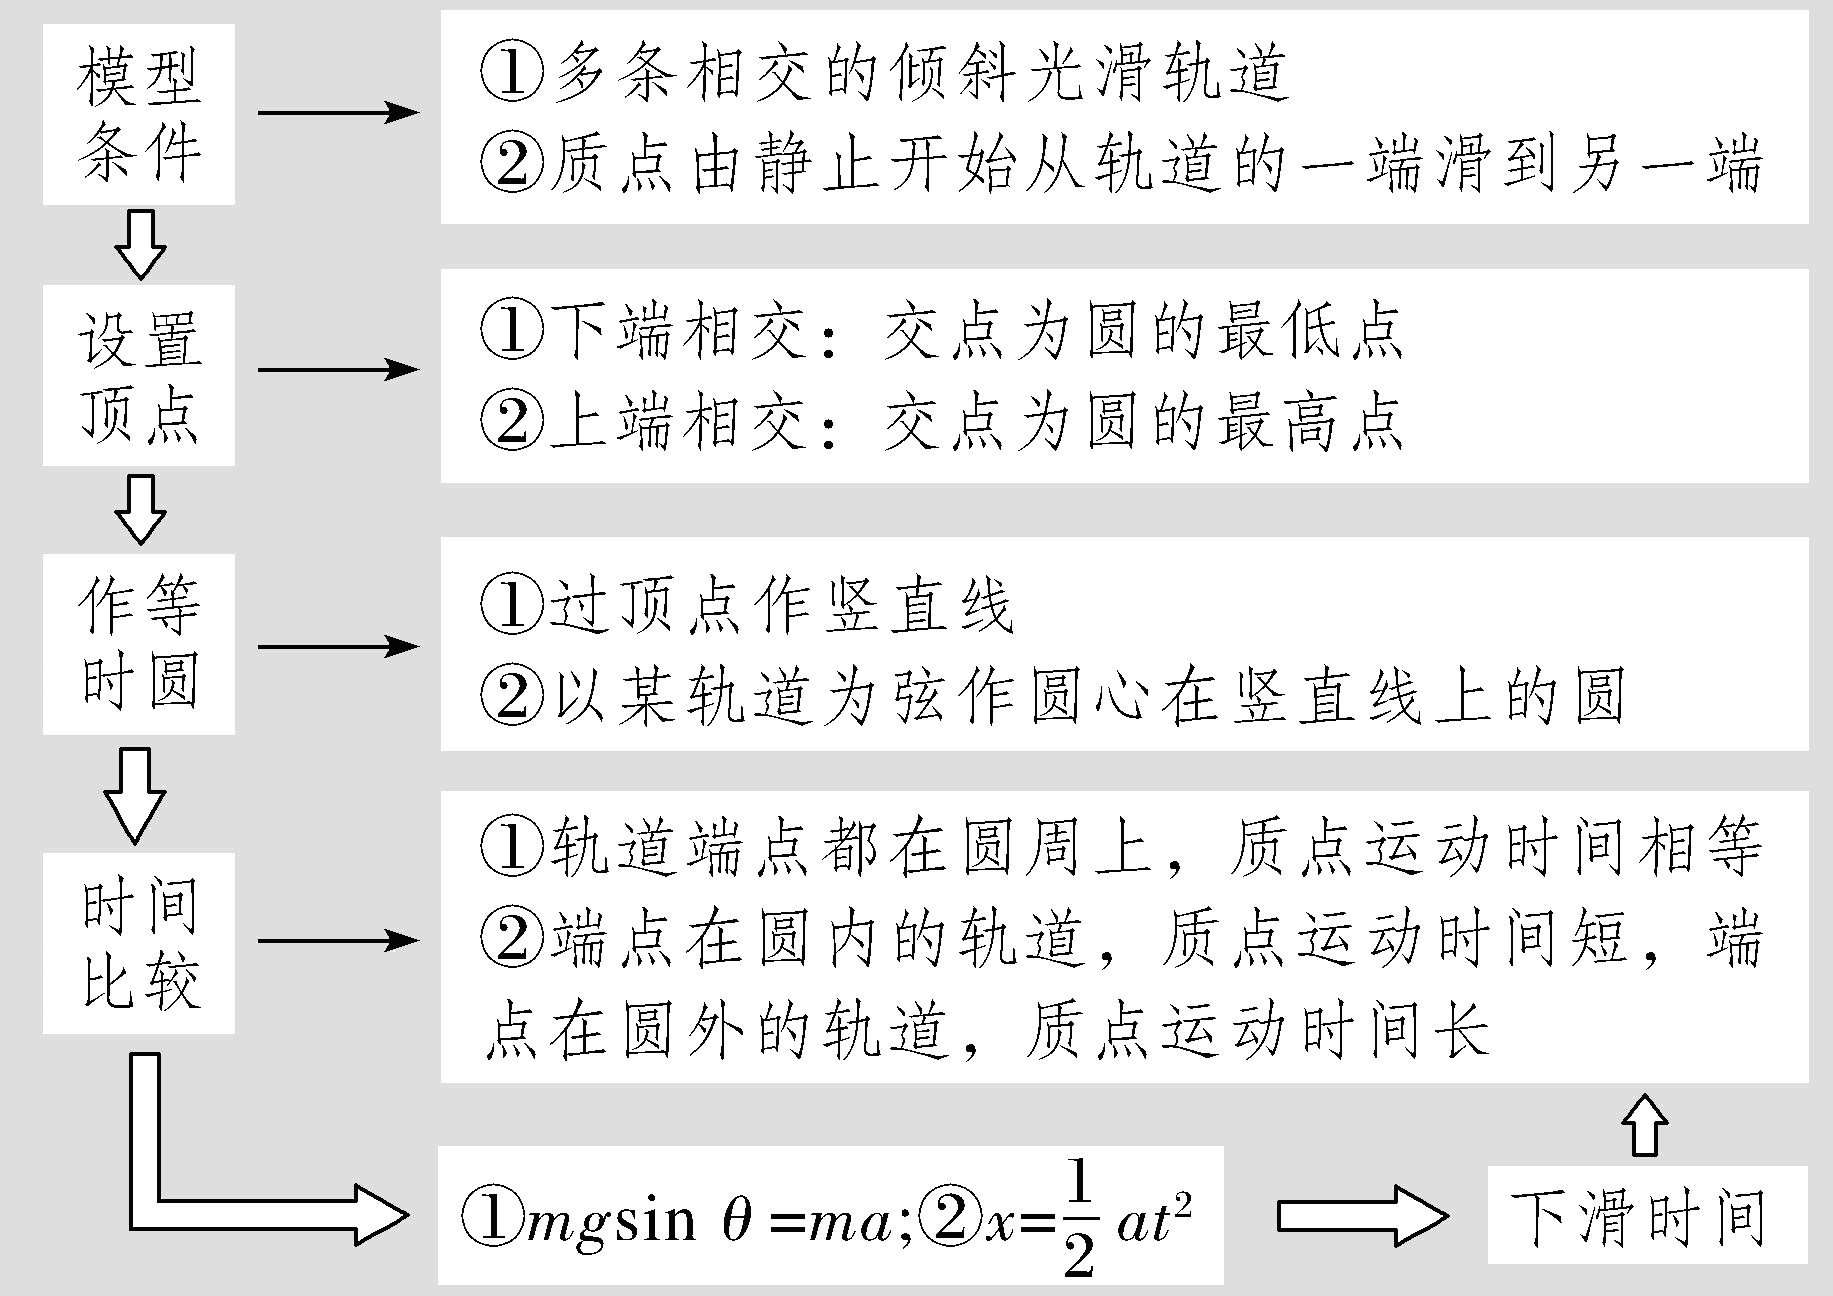 模型
条件
①多条相交的倾斜光滑轨道
②质点由静止开始从轨道的一端滑到另一端
设置
顶点
①下端相交：交点为圆的最低点
②上端相交：交点为圆的最高点
作等
时圆
①过顶点作竖直线
②以某轨道为弦作圆心在竖直线上的圆
时间
比较
①轨道端点都在圆周上，质点运动时间相等
②端点在圆内的轨道，质点运动时间短，端
点在圆外的轨道，质点运动时间长
①mgsin θ=ma;②x=1/2 at²
下滑时间